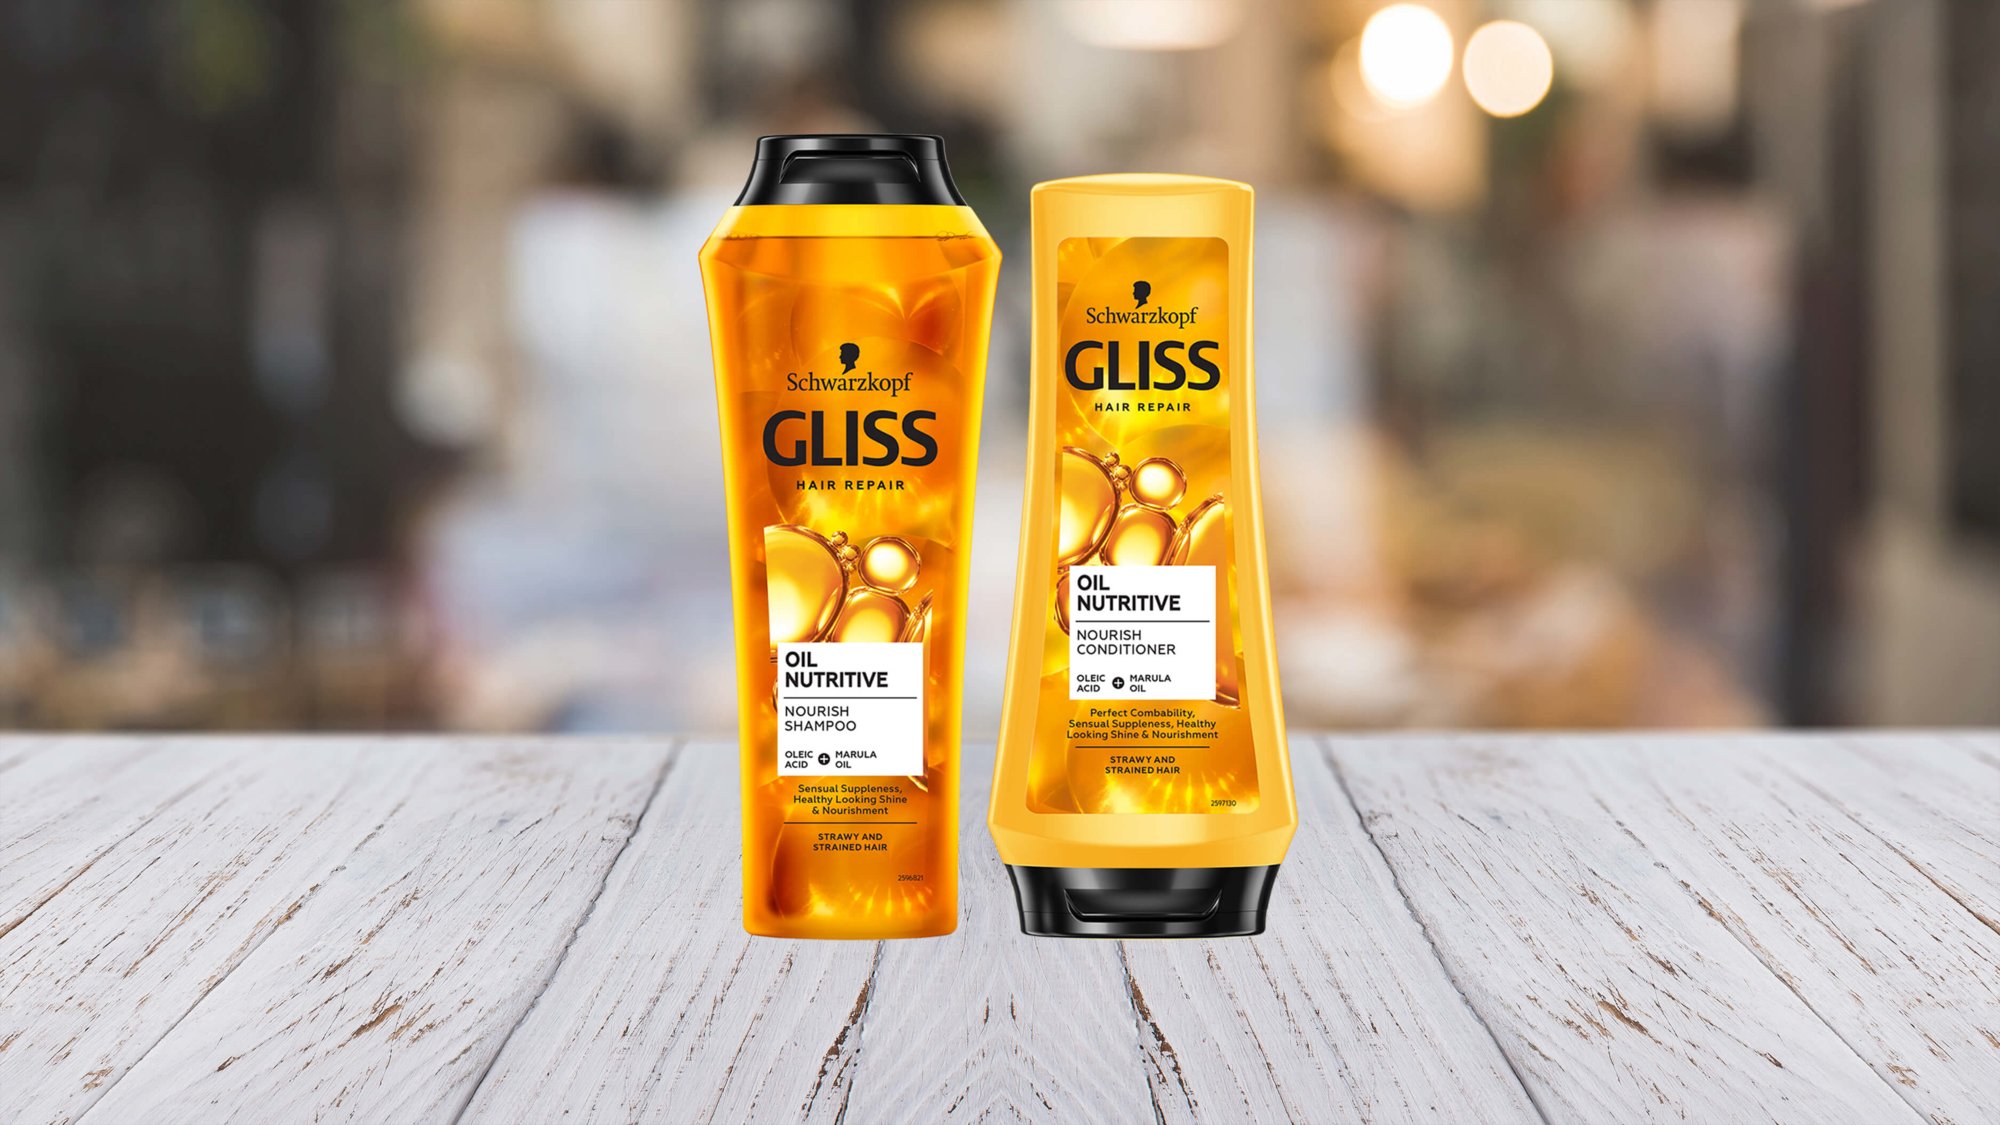 Schwarzkopf
GLISS
HAIR REPAIR
OIL
NUTRITIVE
NOURISH
SHAMPOO
OLEIC
ACID + MARULA
OIL
Sensual Suppleness,
Healthy Looking Shine
& Nourishment
STRAWY AND
STRAINED HAIR
2596821
Schwarzkopf
GLISS
HAIR REPAIR
OIL
NUTRITIVE
NOURISH
CONDITIONER
OLEIC
ACID + MARULA
OIL
Perfect Combability,
Sensual Suppleness, Healthy
Looking Shine & Nourishment
STRAWY AND
STRAINED HAIR
2597130